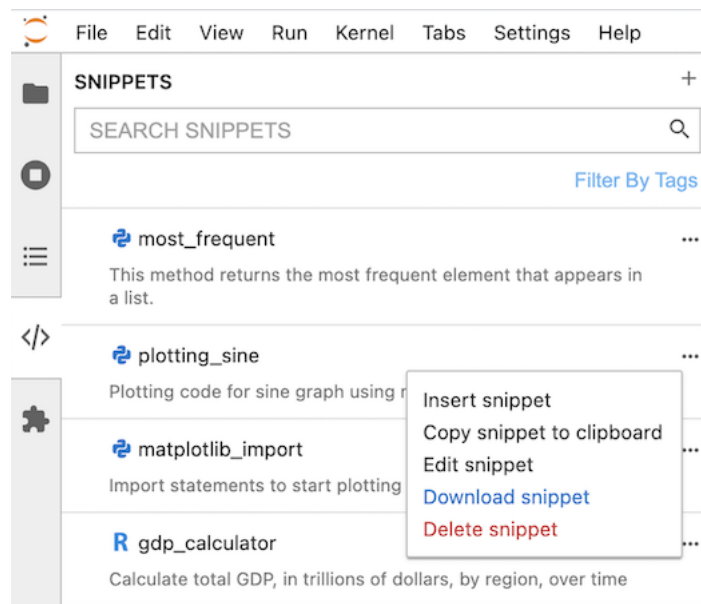 File Edit View Run Kernel Tabs Settings Help
SNIPPETS
SEARCH SNIPPETS
Filter By Tags
most_frequent
This method returns the most frequent element that appears in
a list.
plotting_sine
Plotting code for sine graph using
Insert snippet
Copy snippet to clipboard
Edit snippet
Download snippet
Delete snippet
matplotlib_import
Import statements to start plotting
R gdp_calculator
Calculate total GDP, in trillions of dollars, by region, over time